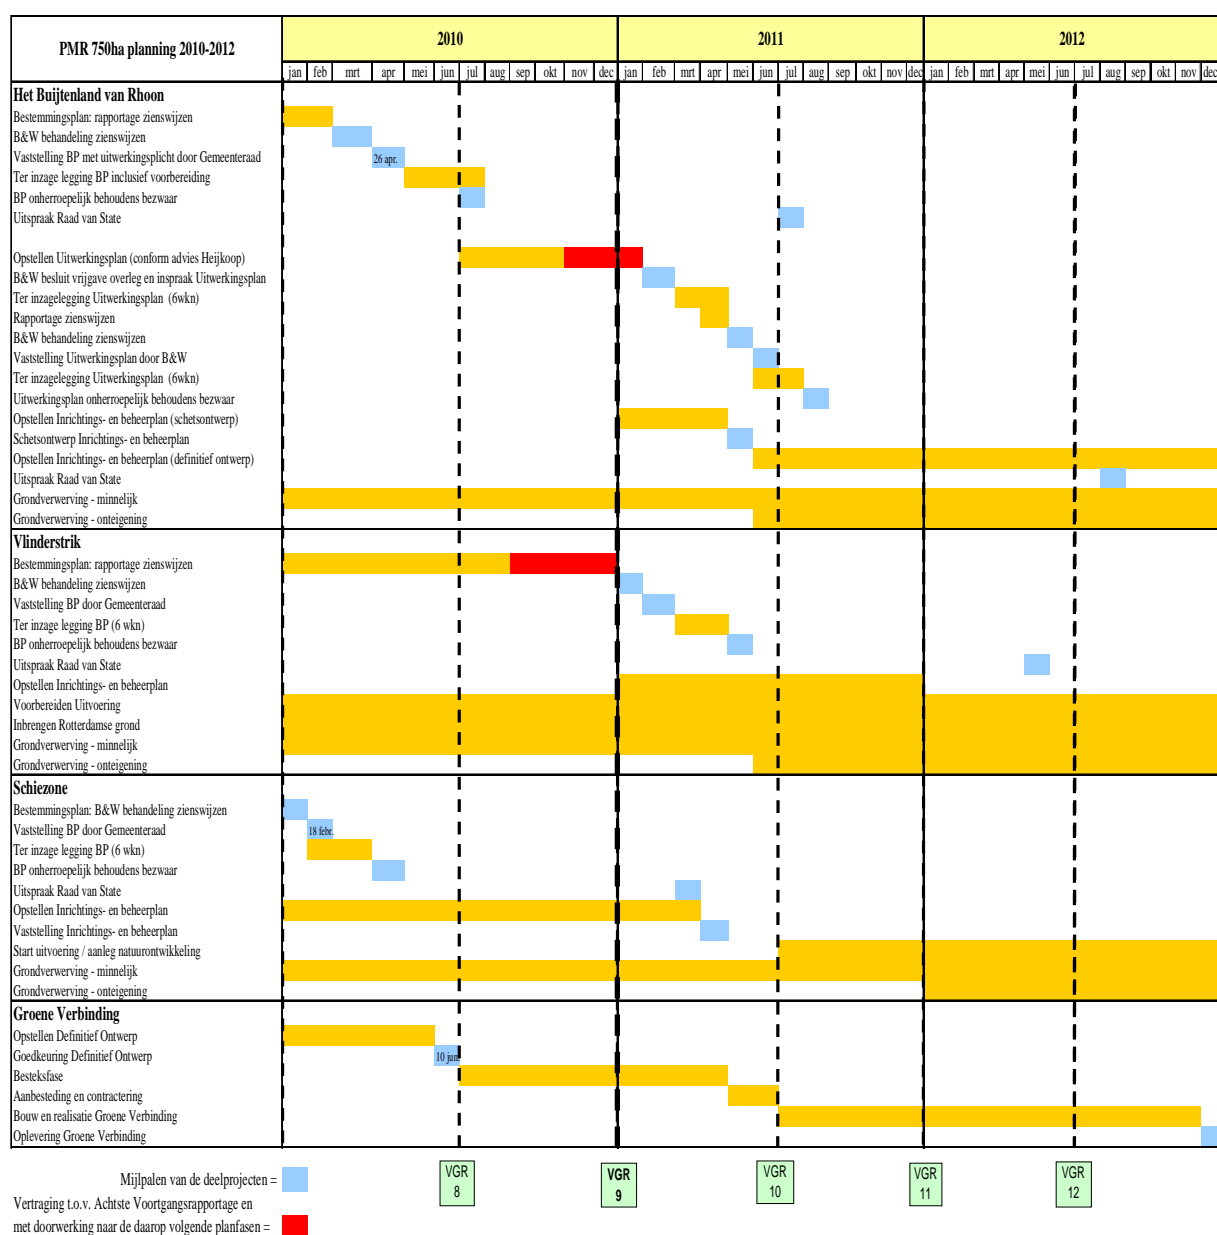 PMR 750ha planning 2010-2012
2010 2011 2012
jan feb mrt apr mei jun jul aug sep okt nov dec jan feb mrt apr mei jun jul aug sep okt nov dec jan feb mrt apr mei jun jul aug sep okt nov dec
Het Buijtenland van Rhoon
Bestemmingsplan: rapportage zienswijzen
B&W behandeling zienswijzen
Vaststelling BP met uitwerkingsplicht door Gemeenteraad 26 apr.
Ter inzage legging BP inclusief voorbereiding
BP onherroepelijk behoudens bezwaar
Uitspraak Raad van State
Opstellen Uitwerkingsplan (conform advies Heijkoop)
B&W besluit vrijgave overleg en inspraak Uitwerkingsplan
Ter inzagelegging Uitwerkingsplan (6wkn)
Rapportage zienswijzen
B&W behandeling zienswijzen
Vaststelling Uitwerkingsplan door B&W
Ter inzagelegging Uitwerkingsplan (6wkn)
Uitwerkingsplan onherroepelijk behoudens bezwaar
Opstellen Inrichtings- en beheerplan (schetsontwerp)
Schetsontwerp Inrichtings- en beheerplan
Opstellen Inrichtings- en beheerplan (definitief ontwerp)
Uitspraak Raad van State
Grondverwerving - minnelijk
Grondverwerving - onteigening
Vlinderstrik
Bestemmingsplan: rapportage zienswijzen
B&W behandeling zienswijzen
Vaststelling BP door Gemeenteraad
Ter inzage legging BP (6 wkn)
BP onherroepelijk behoudens bezwaar
Uitspraak Raad van State
Opstellen Inrichtings- en beheerplan
Voorbereiden Uitvoering
Inbrengen Rotterdamse grond
Grondverwerving - minnelijk
Grondverwerving - onteigening
Schiezone
Bestemmingsplan: B&W behandeling zienswijzen
Vaststelling BP door Gemeenteraad 18 febr.
Ter inzage legging BP (6 wkn)
BP onherroepelijk behoudens bezwaar
Uitspraak Raad van State
Opstellen Inrichtings- en beheerplan
Vaststelling Inrichtings- en beheerplan
Start uitvoering / aanleg natuurontwikkeling
Grondverwerving - minnelijk
Grondverwerving - onteigening
Groene Verbinding
Opstellen Definitief Ontwerp
Goedkeuring Definitief Ontwerp 10 jun.
Besteksfase
Aanbesteding en contractering
Bouw en realisatie Groene Verbinding
Oplevering Groene Verbinding
VGR VGR VGR VGR VGR
8 9 10 11 12
Mijlpalen van de deelprojecten =
Vertraging t.o.v. Achtste Voortgangsrapportage en
met doorwerking naar de daarop volgende planfasen =